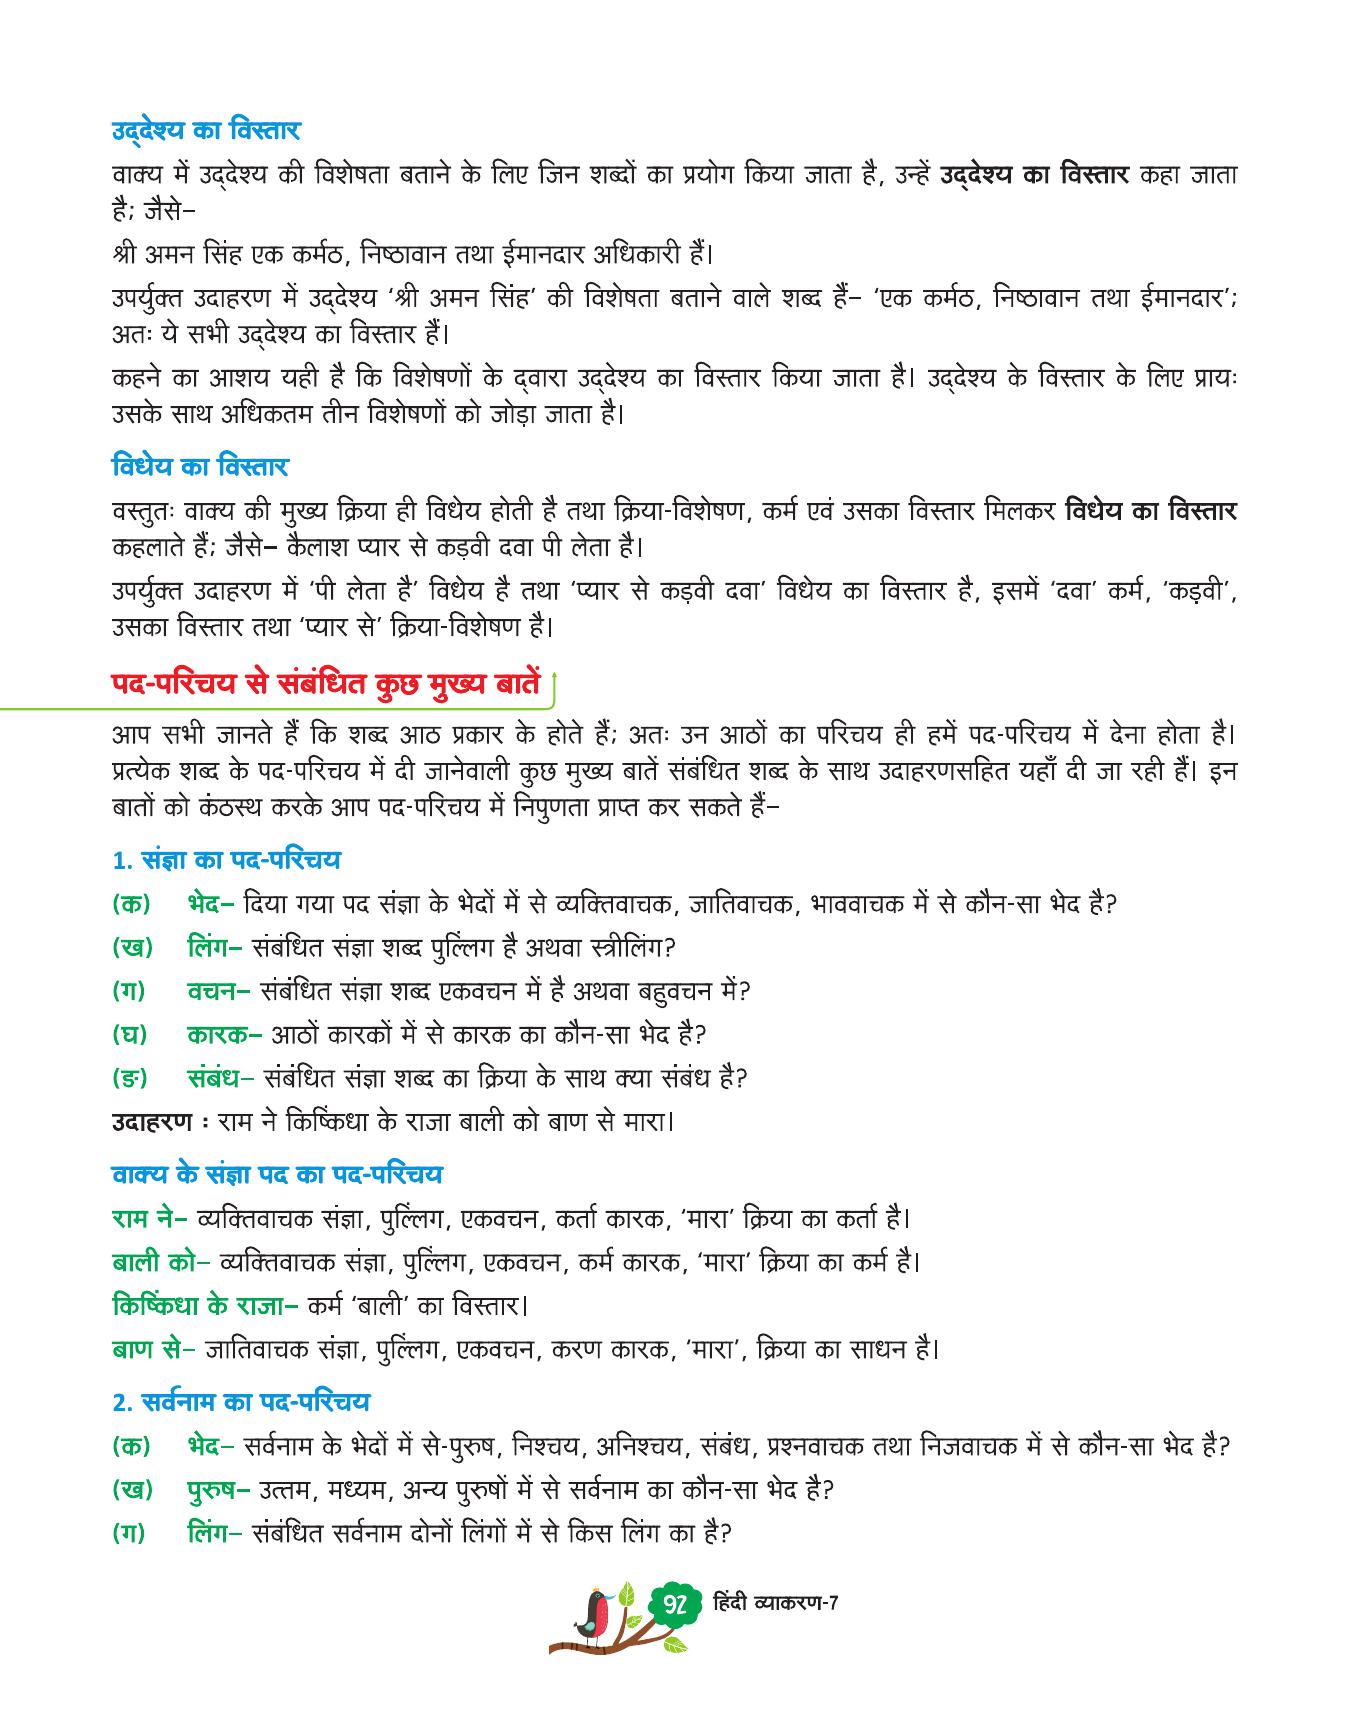 उद्देश्य का विस्तार
वाक्य में उद्देश्य की विशेषता बताने के लिए जिन शब्दों का प्रयोग किया जाता है, उन्हें उद्देश्य का विस्तार कहा जाता
है; जैसे–
श्री अमन सिंह एक कर्मठ, निष्ठावान तथा ईमानदार अधिकारी हैं।
उपर्युक्त उदाहरण में उद्देश्य ‘श्री अमन सिंह’ की विशेषता बताने वाले शब्द हैं– ‘एक कर्मठ, निष्ठावान तथा ईमानदार’;
अतः ये सभी उद्देश्य का विस्तार हैं।
कहने का आशय यही है कि विशेषणों के द्वारा उद्देश्य का विस्तार किया जाता है। उद्देश्य के विस्तार के लिए प्रायः
उसके साथ अधिकतम तीन विशेषणों को जोड़ा जाता है।
विधेय का विस्तार
वस्तुतः वाक्य की मुख्य क्रिया ही विधेय होती है तथा क्रिया-विशेषण, कर्म एवं उसका विस्तार मिलकर विधेय का विस्तार
कहलाते हैं; जैसे– कैलाश प्यार से कड़वी दवा पी लेता है।
उपर्युक्त उदाहरण में ‘पी लेता है’ विधेय है तथा ‘प्यार से कड़वी दवा’ विधेय का विस्तार है, इसमें ‘दवा’ कर्म, ‘कड़वी’,
उसका विस्तार तथा ‘प्यार से’ क्रिया-विशेषण है।
पद-परिचय से संबंधित कुछ मुख्य बातें
आप सभी जानते हैं कि शब्द आठ प्रकार के होते हैं; अतः उन आठों का परिचय ही हमें पद-परिचय में देना होता है।
प्रत्येक शब्द के पद-परिचय में दी जानेवाली कुछ मुख्य बातें संबंधित शब्द के साथ उदाहरणसहित यहाँ दी जा रही हैं। इन
बातों को कंठस्थ करके आप पद-परिचय में निपुणता प्राप्त कर सकते हैं–
1. संज्ञा का पद-परिचय
(क) भेद– दिया गया पद संज्ञा के भेदों में से व्यक्तिवाचक, जातिवाचक, भाववाचक में से कौन-सा भेद है?
(ख) लिंग– संबंधित संज्ञा शब्द पुल्लिंग है अथवा स्त्रीलिंग?
(ग) वचन– संबंधित संज्ञा शब्द एकवचन में है अथवा बहुवचन में?
(घ) कारक– आठों कारकों में से कारक का कौन-सा भेद है?
(ङ) संबंध– संबंधित संज्ञा शब्द का क्रिया के साथ क्या संबंध है?
उदाहरण : राम ने किष्किंधा के राजा बाली को बाण से मारा।
वाक्य के संज्ञा पद का पद-परिचय
राम ने– व्यक्तिवाचक संज्ञा, पुल्लिंग, एकवचन, कर्ता कारक, ‘मारा’ क्रिया का कर्ता है।
बाली को– व्यक्तिवाचक संज्ञा, पुल्लिंग, एकवचन, कर्म कारक, ‘मारा’ क्रिया का कर्म है।
किष्किंधा के राजा– कर्म ‘बाली’ का विस्तार।
बाण से– जातिवाचक संज्ञा, पुल्लिंग, एकवचन, करण कारक, ‘मारा’, क्रिया का साधन है।
2. सर्वनाम का पद-परिचय
(क) भेद– सर्वनाम के भेदों में से-पुरुष, निश्चय, अनिश्चय, संबंध, प्रश्नवाचक तथा निजवाचक में से कौन-सा भेद है?
(ख) पुरुष– उत्तम, मध्यम, अन्य पुरुषों में से सर्वनाम का कौन-सा भेद है?
(ग) लिंग– संबंधित सर्वनाम दोनों लिंगों में से किस लिंग का है?
92 हिंदी व्याकरण-7